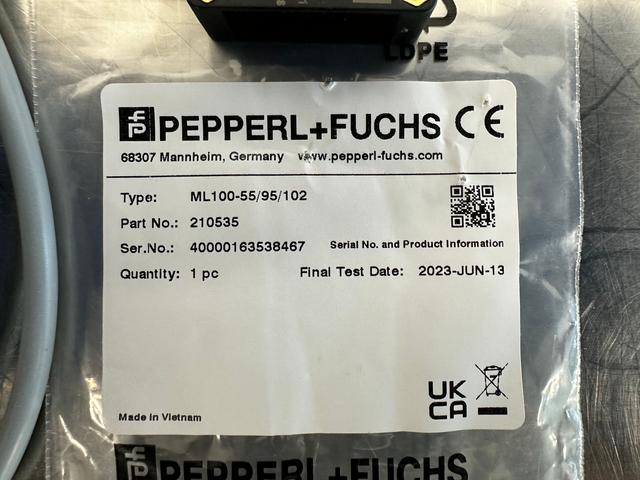 LDPE
PEPPERL+FUCHS CE
68307 Mannheim, Germany www.pepperl-fuchs.com
Type: ML100-55/95/102
Part No.: 210535
Ser.No.: 40000163538467 Serial No. and Product Information
Quantity: 1 pc Final Test Date: 2023-JUN-13
UK
CA
Made in Vietnam
PEPPERL+FUCHS